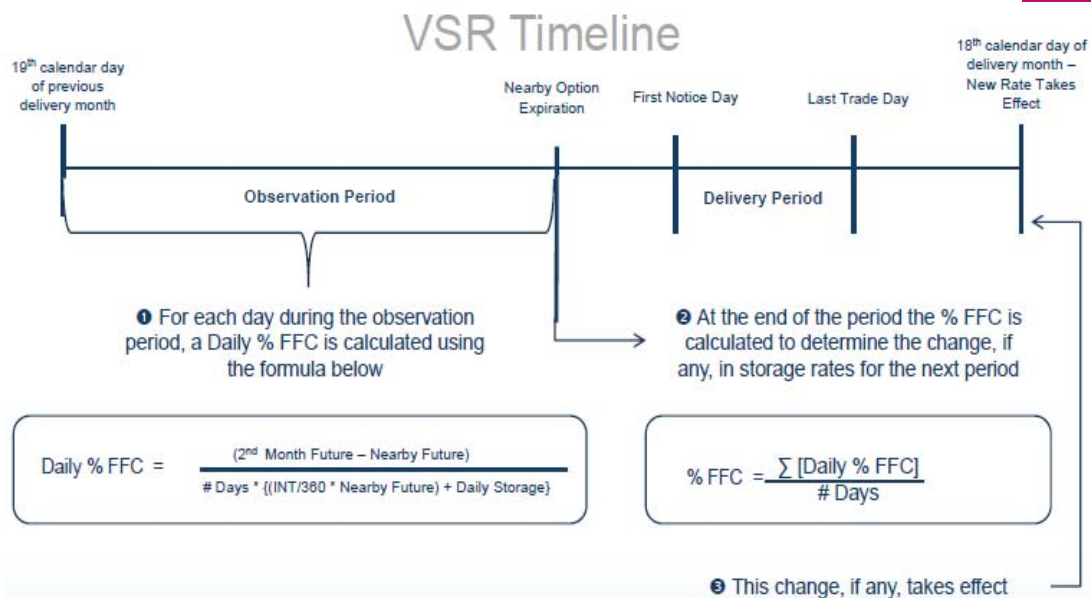 VSR Timeline
19th calendar day
of previous
delivery month
Nearby Option
Expiration
First Notice Day
Last Trade Day
18th calendar day of
delivery month –
New Rate Takes
Effect
Observation Period
Delivery Period
❶ For each day during the observation
period, a Daily % FFC is calculated using
the formula below
❷ At the end of the period the % FFC is
calculated to determine the change, if
any, in storage rates for the next period
Daily % FFC =
(2nd Month Future – Nearby Future)
# Days * {(INT/360 * Nearby Future) + Daily Storage}
% FFC =
∑ [Daily % FFC]
# Days
❸ This change, if any, takes effect